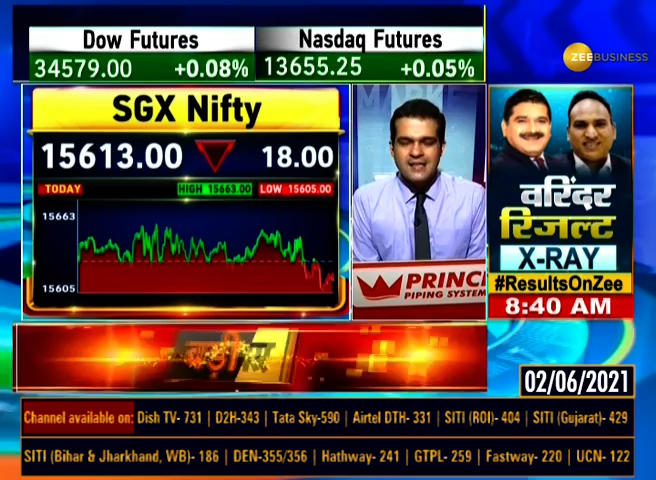 Dow Futures
34579.00 +0.08%
Nasdaq Futures
13655.25 +0.05%
ZEEBUSINESS
SGX Nifty
15613.00 18.00
TODAY HIGH 15663.00 LOW 15605.00
15663
15605
MARKE
PRINC
PIPING SYSTEM
वरिंदर
रिजल्ट
X-RAY
#ResultsOnZee
8:40 AM
02/06/2021
Channel available on: Dish TV- 731 | D2H-343 | Tata Sky-590 | Airtel DTH- 331 | SITI (ROI)- 404 | SITI (Gujarat)- 429
SITI (Bihar & Jharkhand, WB)- 186 | DEN-355/356 | Hathway- 241 | GTPL- 259 | Fastway- 220 | UCN- 122